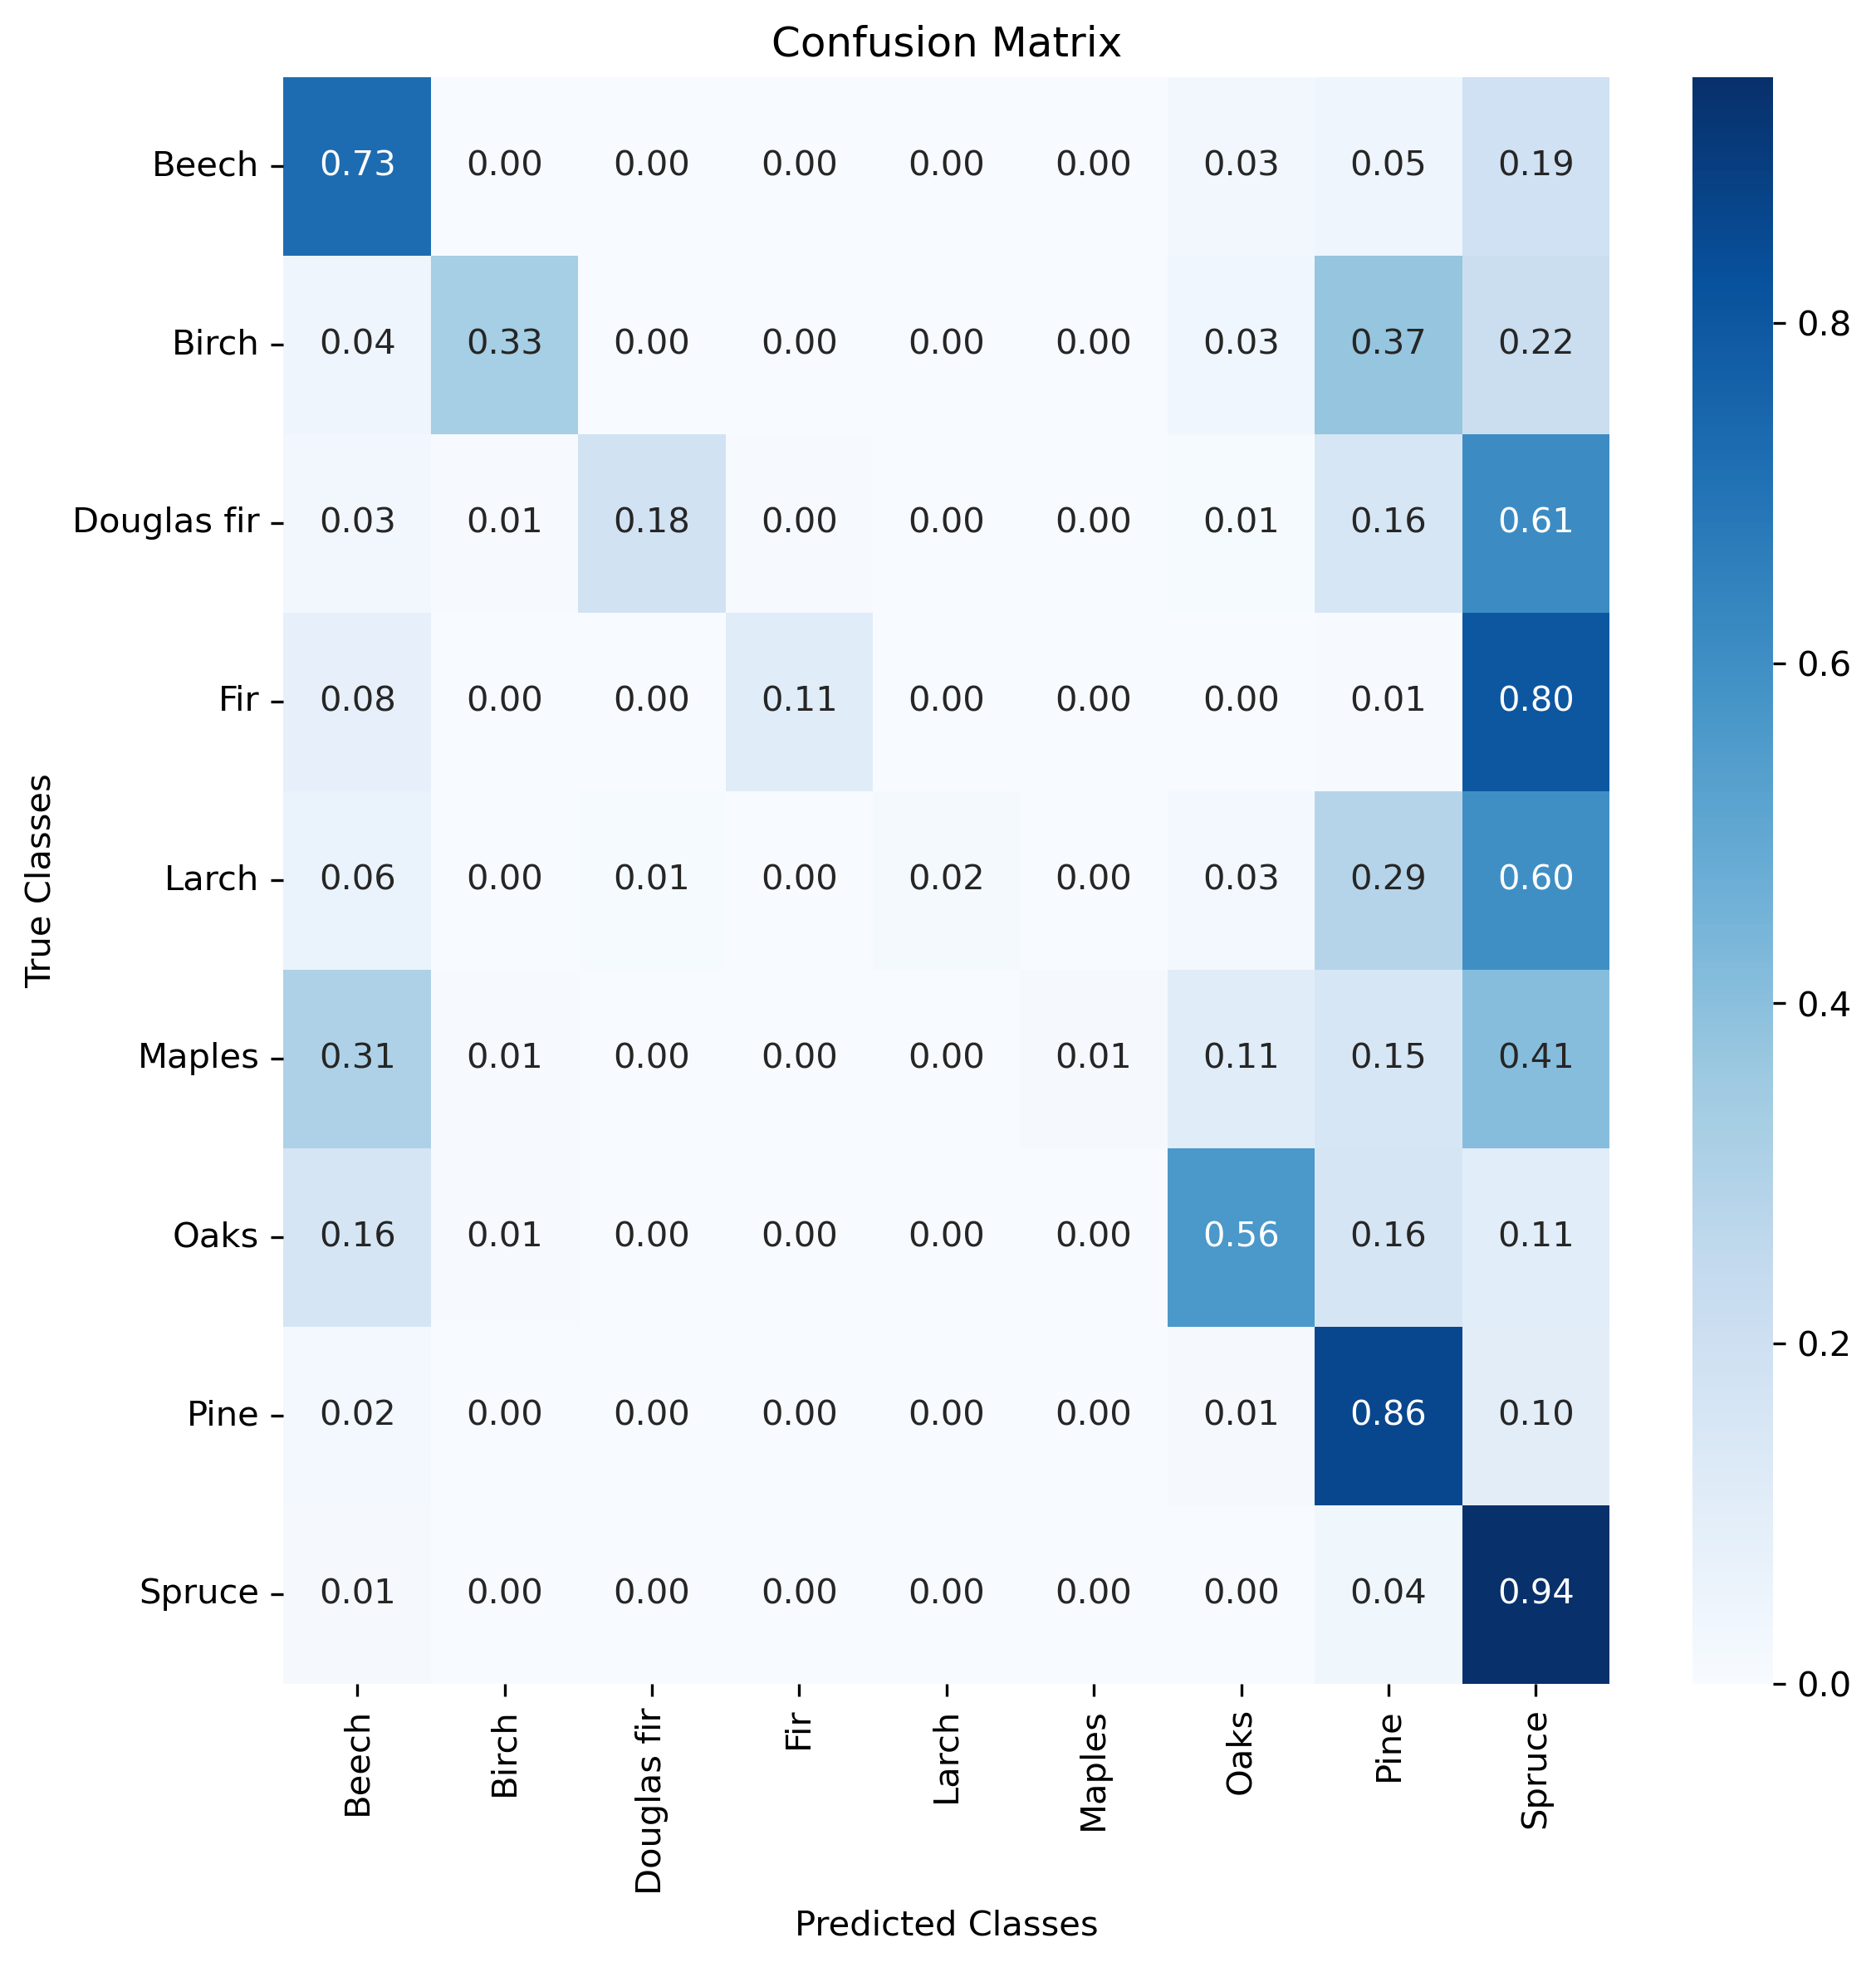 Confusion Matrix
True Classes
Beech 0.73 0.00 0.00 0.00 0.00 0.00 0.03 0.05 0.19
Birch 0.04 0.33 0.00 0.00 0.00 0.00 0.03 0.37 0.22
Douglas fir 0.03 0.01 0.18 0.00 0.00 0.00 0.01 0.16 0.61
Fir 0.08 0.00 0.00 0.11 0.00 0.00 0.00 0.01 0.80
Larch 0.06 0.00 0.01 0.00 0.02 0.00 0.03 0.29 0.60
Maples 0.31 0.01 0.00 0.00 0.00 0.01 0.11 0.15 0.41
Oaks 0.16 0.01 0.00 0.00 0.00 0.00 0.56 0.16 0.11
Pine 0.02 0.00 0.00 0.00 0.00 0.00 0.01 0.86 0.10
Spruce 0.01 0.00 0.00 0.00 0.00 0.00 0.00 0.04 0.94
Beech Birch Douglas fir Fir Larch Maples Oaks Pine Spruce
Predicted Classes
0.8
0.6
0.4
0.2
0.0